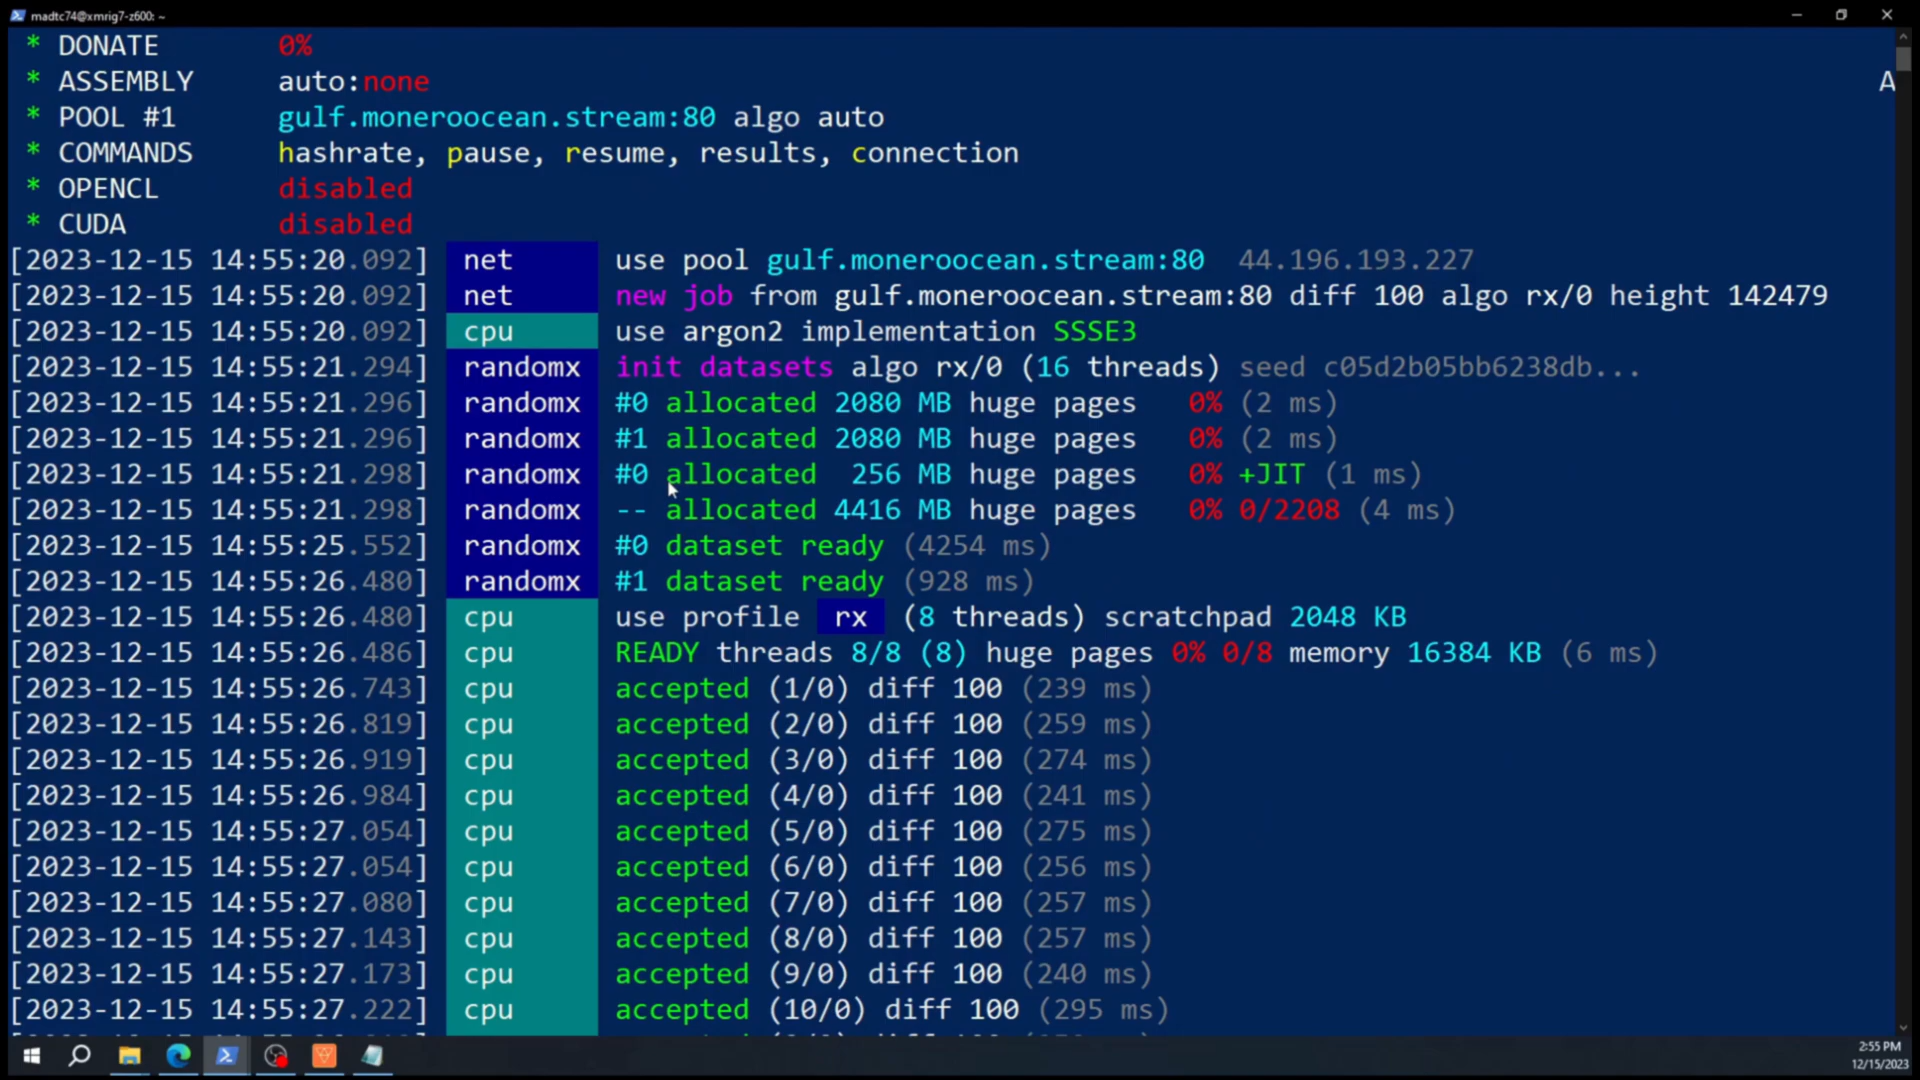 madtc74@xmrig7-z600: ~
* DONATE 0%
* ASSEMBLY auto:none A
* POOL #1 gulf.moneroocean.stream:80 algo auto
* COMMANDS hashrate, pause, resume, results, connection
* OPENCL disabled
* CUDA disabled
[2023-12-15 14:55:20.092] net use pool gulf.moneroocean.stream:80 44.196.193.227
[2023-12-15 14:55:20.092] net new job from gulf.moneroocean.stream:80 diff 100 algo rx/0 height 142479
[2023-12-15 14:55:20.092] cpu use argon2 implementation SSSE3
[2023-12-15 14:55:21.294] randomx init datasets algo rx/0 (16 threads) seed c05d2b05bb6238db...
[2023-12-15 14:55:21.296] randomx #0 allocated 2080 MB huge pages 0% (2 ms)
[2023-12-15 14:55:21.296] randomx #1 allocated 2080 MB huge pages 0% (2 ms)
[2023-12-15 14:55:21.298] randomx #0 allocated 256 MB huge pages 0% +JIT (1 ms)
[2023-12-15 14:55:21.298] randomx -- allocated 4416 MB huge pages 0% 0/2208 (4 ms)
[2023-12-15 14:55:25.552] randomx #0 dataset ready (4254 ms)
[2023-12-15 14:55:26.480] randomx #1 dataset ready (928 ms)
[2023-12-15 14:55:26.480] cpu use profile rx (8 threads) scratchpad 2048 KB
[2023-12-15 14:55:26.486] cpu READY threads 8/8 (8) huge pages 0% 0/8 memory 16384 KB (6 ms)
[2023-12-15 14:55:26.743] cpu accepted (1/0) diff 100 (239 ms)
[2023-12-15 14:55:26.819] cpu accepted (2/0) diff 100 (259 ms)
[2023-12-15 14:55:26.919] cpu accepted (3/0) diff 100 (274 ms)
[2023-12-15 14:55:26.984] cpu accepted (4/0) diff 100 (241 ms)
[2023-12-15 14:55:27.054] cpu accepted (5/0) diff 100 (275 ms)
[2023-12-15 14:55:27.054] cpu accepted (6/0) diff 100 (256 ms)
[2023-12-15 14:55:27.080] cpu accepted (7/0) diff 100 (257 ms)
[2023-12-15 14:55:27.143] cpu accepted (8/0) diff 100 (257 ms)
[2023-12-15 14:55:27.173] cpu accepted (9/0) diff 100 (240 ms)
[2023-12-15 14:55:27.222] cpu accepted (10/0) diff 100 (295 ms)
2:55 PM
12/15/2023